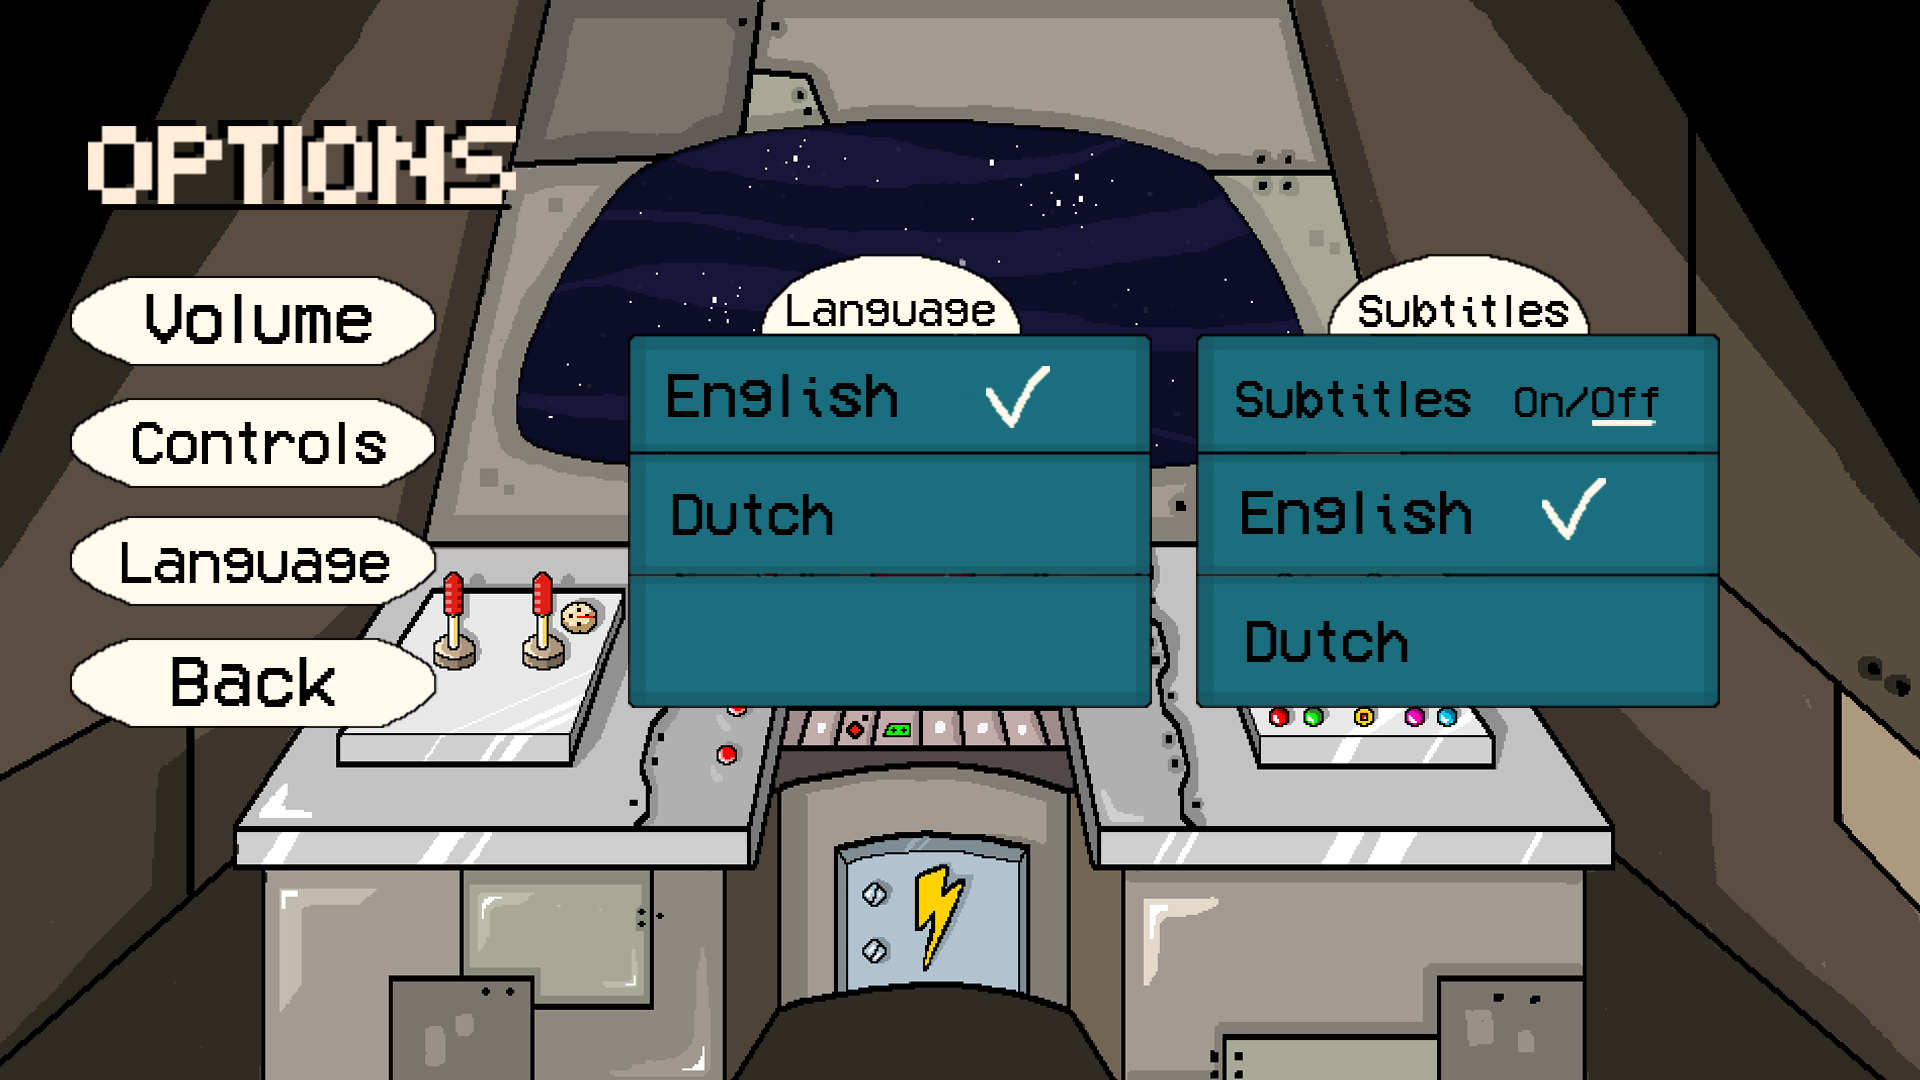 OPTIONS
Volume
Controls
Language
Back
Language
English
Dutch
Subtitles
Subtitles On/Off
English
Dutch